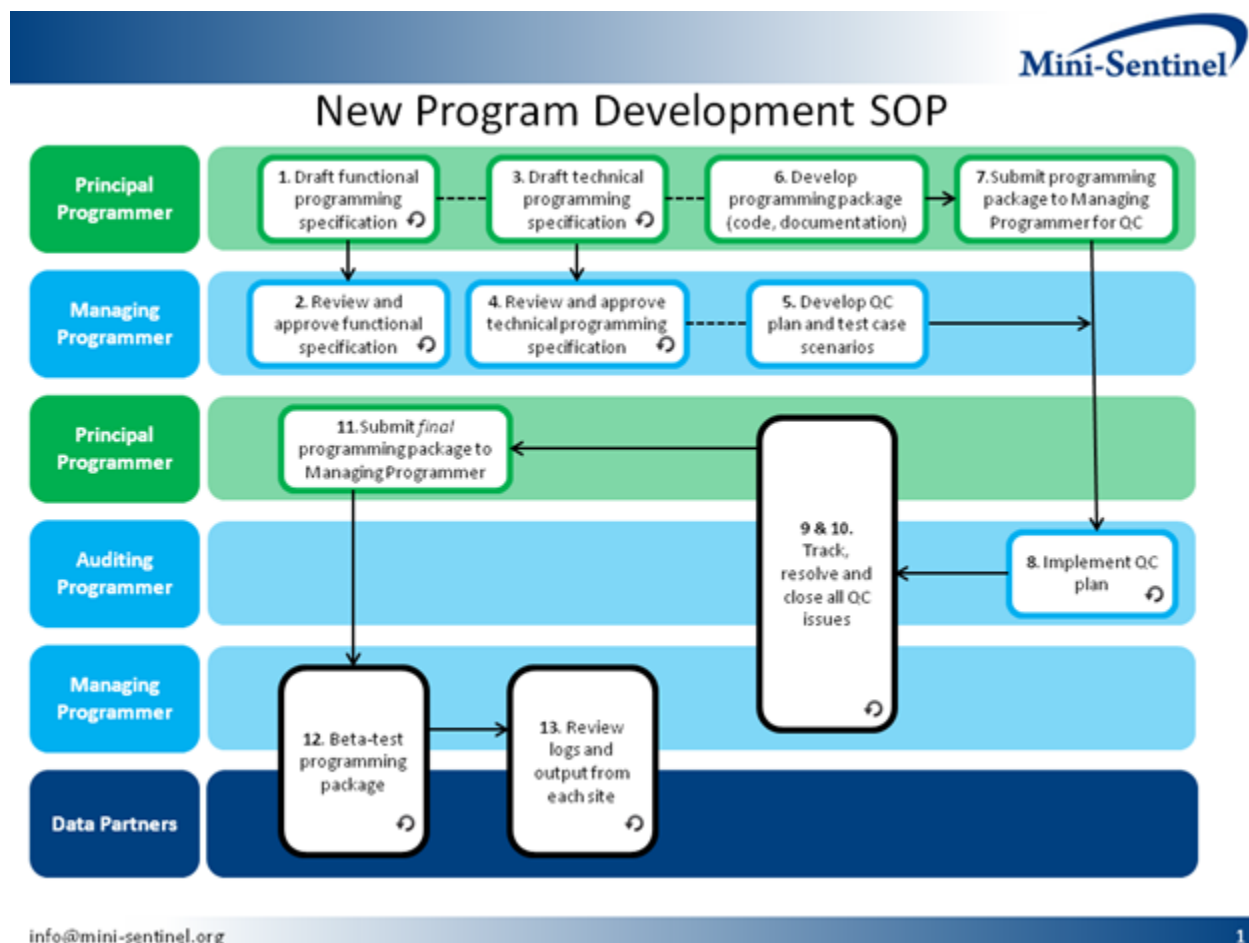 Mini-Sentinel
New Program Development SOP
Principal
Programmer
1. Draft functional
programming
specification
3. Draft technical
programming
specification
6. Develop
programming package
(code, documentation)
7.Submit programming
package to Managing
Programmer for QC
Managing
Programmer
2. Review and
approve functional
specification
4. Review and approve
technical programming
specification
5. Develop QC
plan and test case
scenarios
Principal
Programmer
11.Submit final
programming package to
Managing Programmer
9 & 10.
Track,
resolve and
close all QC
issues
Auditing
Programmer
8. Implement QC
plan
Managing
Programmer
12. Beta-test
programming
package
13. Review
logs and
output from
each site
Data Partners
info@mini-sentinel.org
1